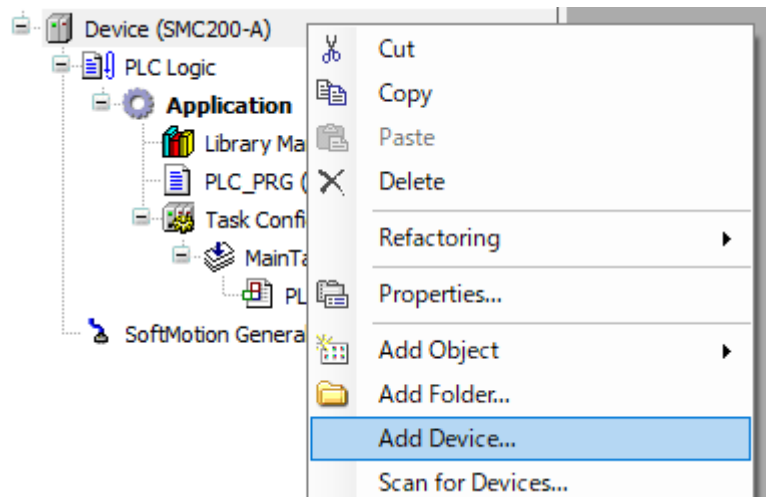 Device (SMC200-A)
PLC Logic
Application
Library Ma
PLC_PRG (
Task Confi
MainTa
PL
SoftMotion Genera
Cut
Copy
Paste
Delete
Refactoring
Properties...
Add Object
Add Folder...
Add Device...
Scan for Devices...